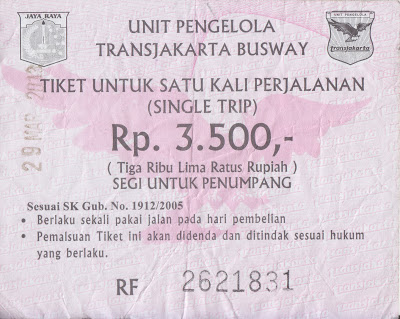 JAYA RAYA
UNIT PENGELOLA
transjakarta
UNIT PENGELOLA
TRANSJAKARTA BUSWAY
TIKET UNTUK SATU KALI PERJALANAN
(SINGLE TRIP)
Rp. 3.500,-
( Tiga Ribu Lima Ratus Rupiah )
SEGI UNTUK PENUMPANG
Sesuai SK Gub. No. 1912/2005
• Berlaku sekali pakai jalan pada hari pembelian
• Pemalsuan Tiket ini akan didenda dan ditindak sesuai hukum
yang berlaku.
RF 2621831
29 MAR